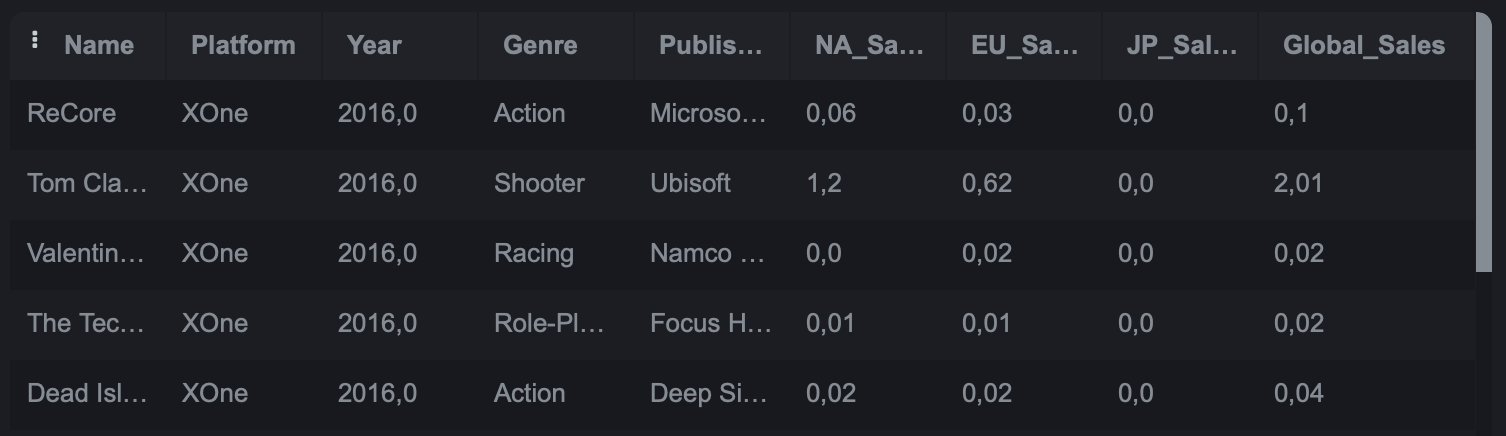 Name Platform Year Genre Publis... NA_Sa... EU_Sa... JP_Sal... Global_Sales
ReCore XOne 2016,0 Action Microso... 0,06 0,03 0,0 0,1
Tom Cla... XOne 2016,0 Shooter Ubisoft 1,2 0,62 0,0 2,01
Valentin... XOne 2016,0 Racing Namco ... 0,0 0,02 0,0 0,02
The Tec... XOne 2016,0 Role-Pl... Focus H... 0,01 0,01 0,0 0,02
Dead Isl... XOne 2016,0 Action Deep Si... 0,02 0,02 0,0 0,04